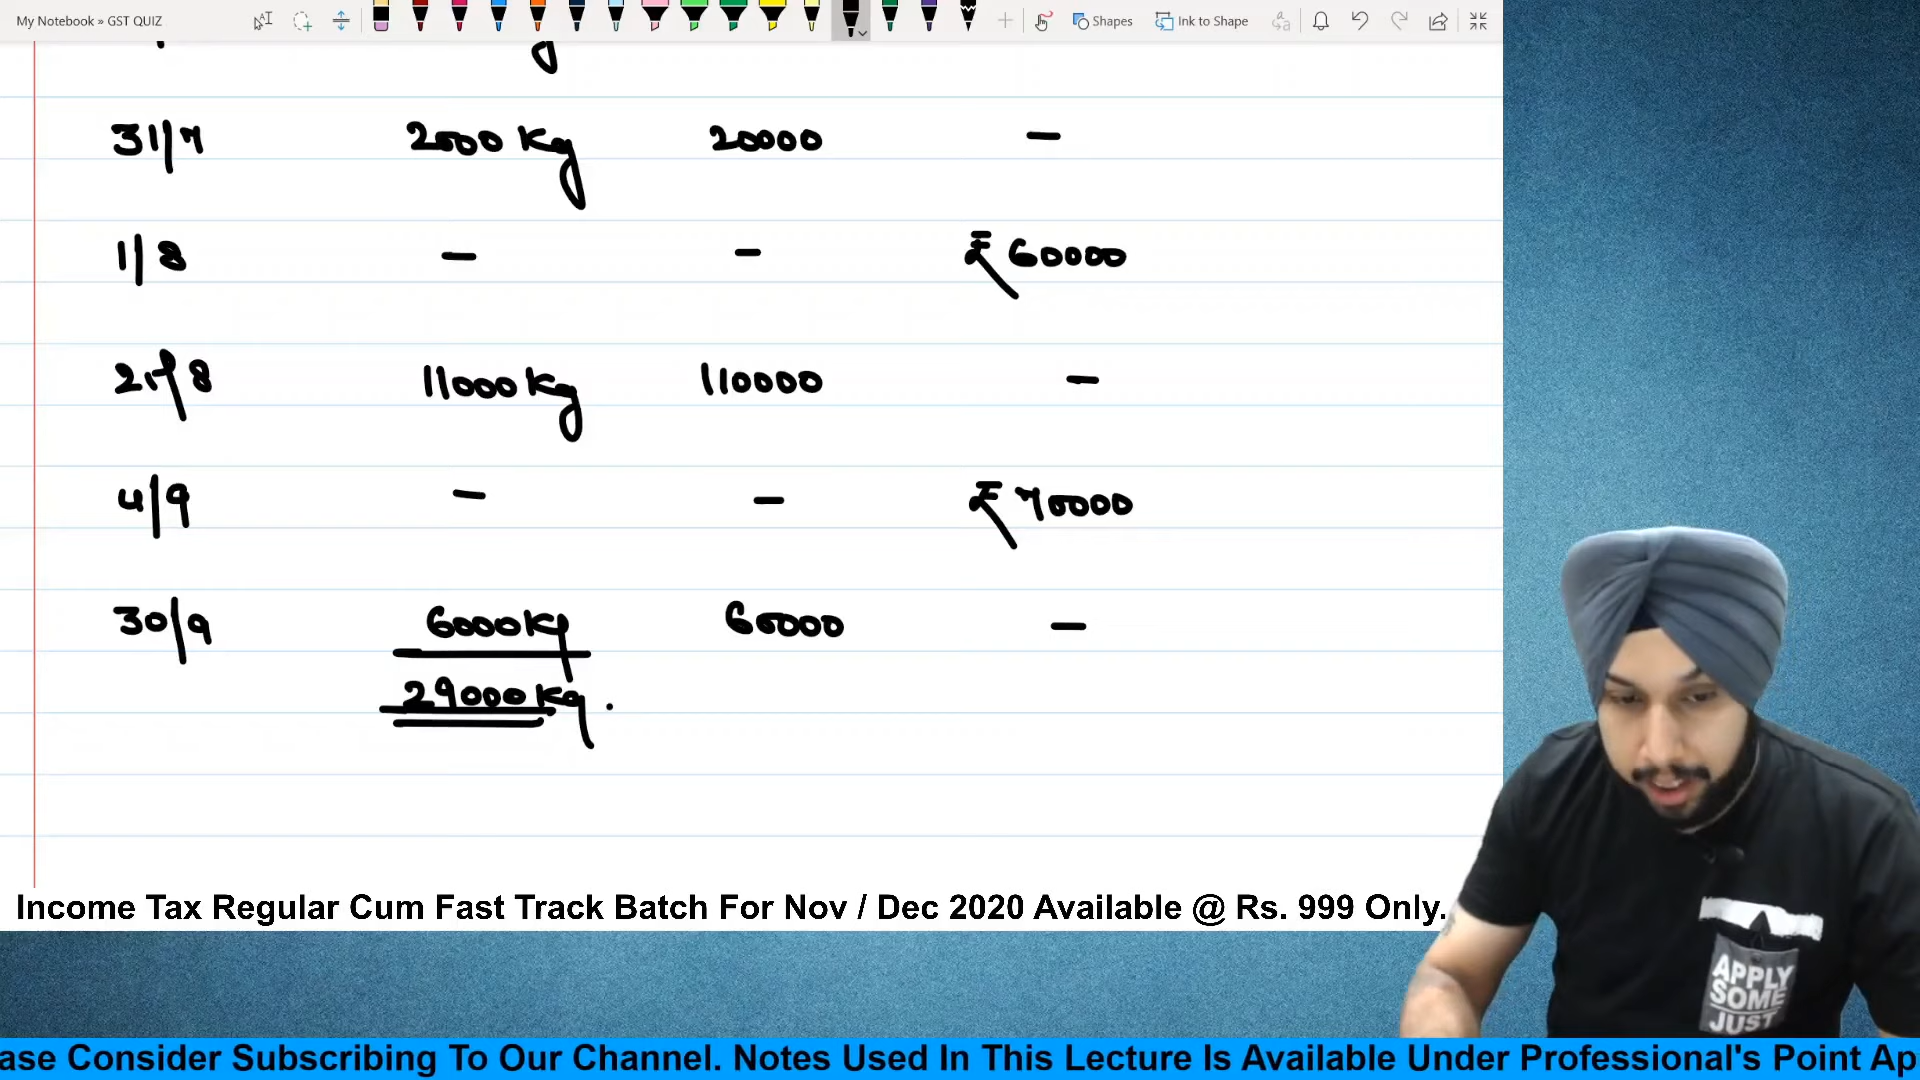 My Notebook » GST QUIZ
Shapes
Ink to Shape
31/7 2000 Kg 20000 -
1/8 - - ₹ 60000
21/8 11000 Kg 110000 -
4/9 - - ₹ 70000
30/9 6000 Kg 60000 -
29000 Kg.
Income Tax Regular Cum Fast Track Batch For Nov / Dec 2020 Available @ Rs. 999 Only.
APPLY
SOME
JUST
ase Consider Subscribing To Our Channel. Notes Used In This Lecture Is Available Under Professional's Point Ap